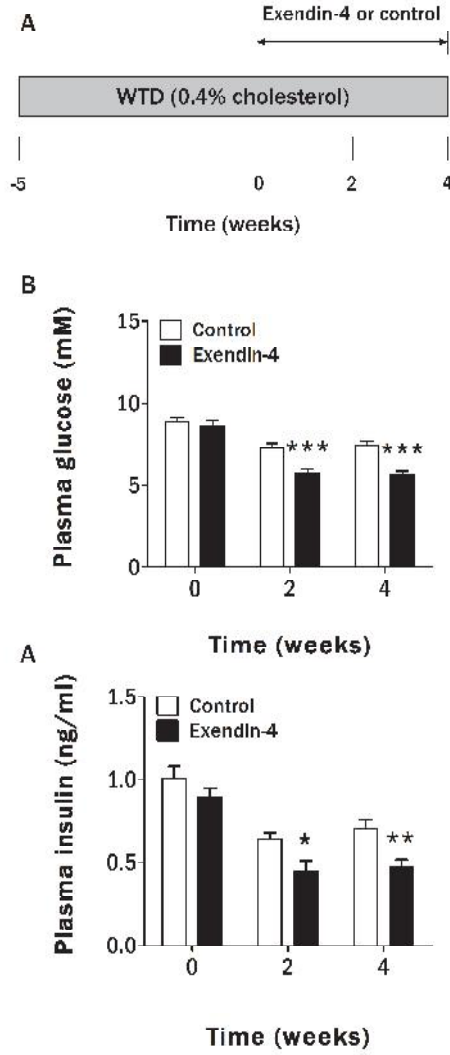 A
Exendin-4 or control
WTD (0.4% cholesterol)
-5 0 2 4
Time (weeks)
B
Plasma glucose (mM)
15
10
5
0
Control
Exendin-4
***
***
0 2 4
Time (weeks)
A
Plasma insulin (ng/ml)
1.5
1.0
0.5
0.0
Control
Exendin-4
*
**
0 2 4
Time (weeks)